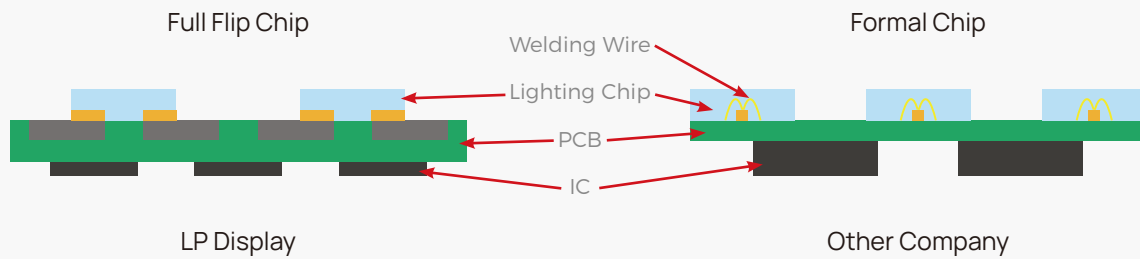 Full Flip Chip
Formal Chip
Welding Wire
Lighting Chip
PCB
IC
LP Display
Other Company